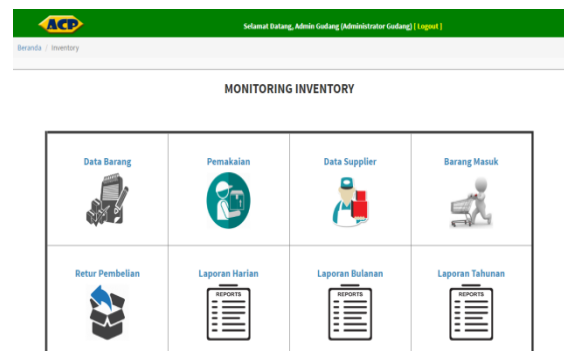 ACP
Selamat Datang, Admin Gudang (Administrator Gudang) [ Logout ]
Beranda / Inventory
MONITORING INVENTORY
Data Barang
Pemakaian
Data Supplier
Barang Masuk
Retur Pembelian
Laporan Harian
Laporan Bulanan
Laporan Tahunan
REPORTS
REPORTS
REPORTS